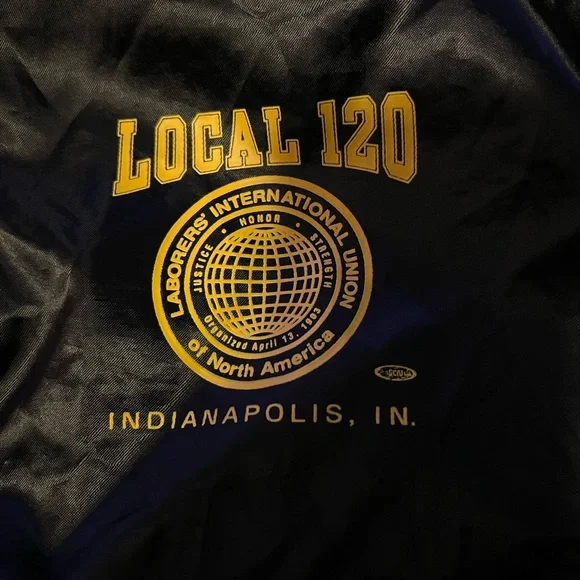 LOCAL 120
LABORERS' INTERNATIONAL UNION
of North America
JUSTICE • HONOR • STRENGTH
Organized April 13, 1903
INDIANAPOLIS, IN.